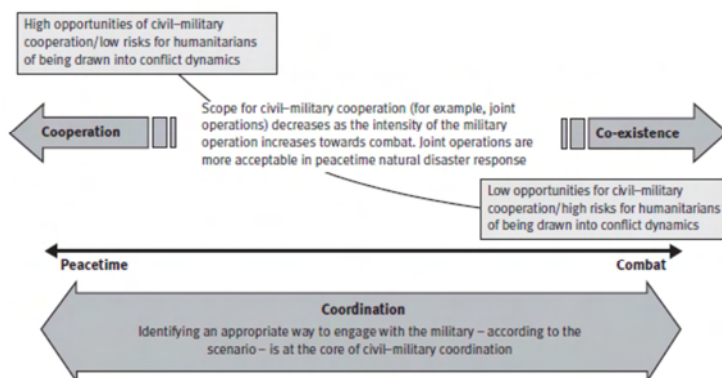 High opportunities of civil–military
cooperation/low risks for humanitarians
of being drawn into conflict dynamics
Scope for civil–military cooperation (for example, joint
operations) decreases as the intensity of the military
operation increases towards combat. Joint operations are
more acceptable in peacetime natural disaster response
Cooperation
Co-existence
Low opportunities for civil–military
cooperation/high risks for humanitarians
of being drawn into conflict dynamics
Peacetime
Combat
Coordination
Identifying an appropriate way to engage with the military – according to the
scenario – is at the core of civil–military coordination